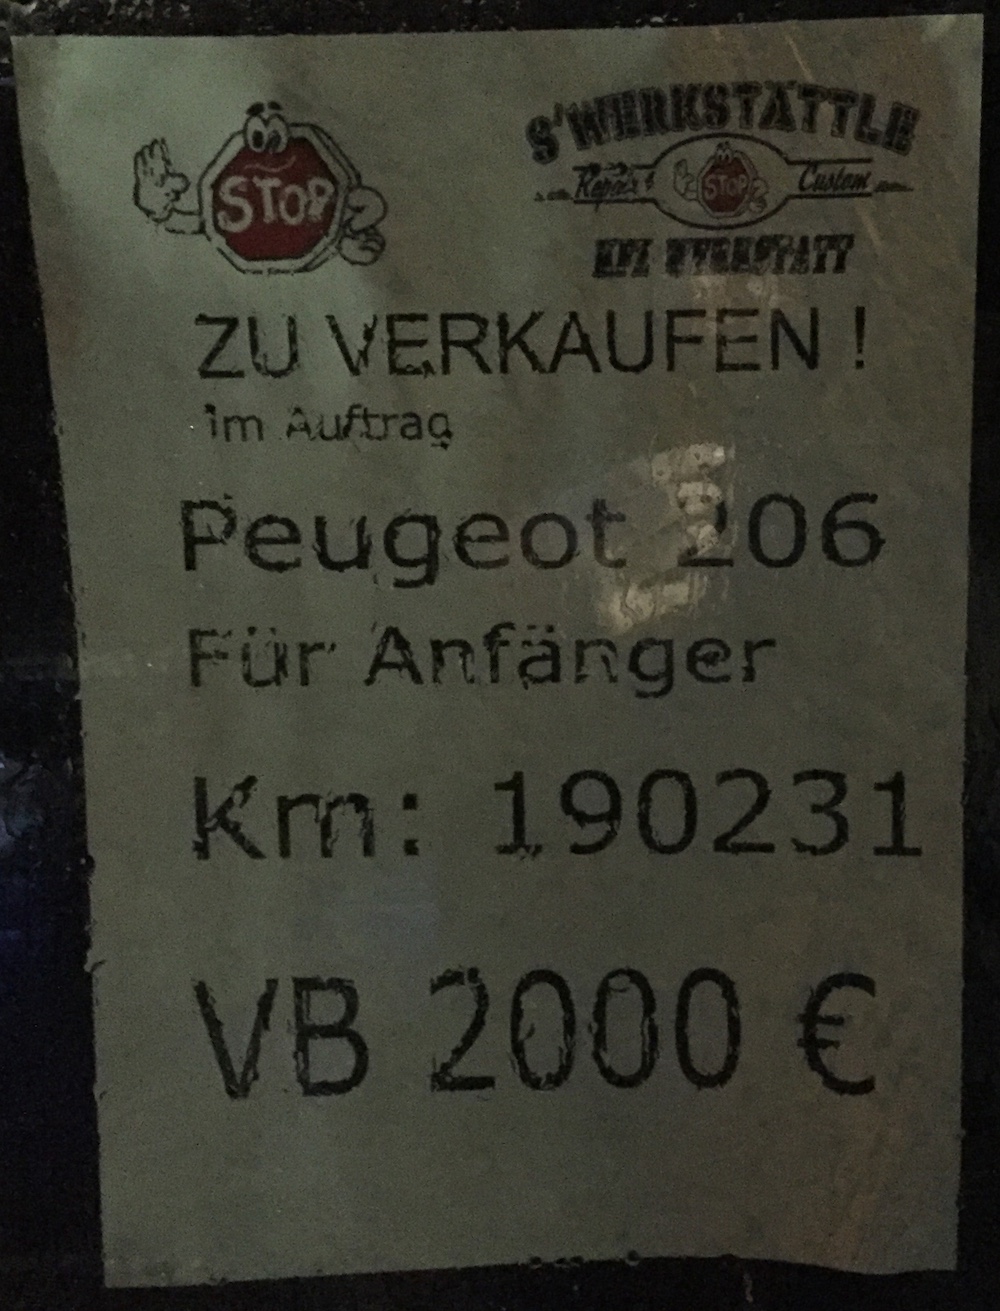 STOP
S'WERKSTÄTTLE
Repair & STOP Custom
KFZ WERKSTATT
ZU VERKAUFEN !
im Auftrag
Peugeot 206
Für Anfänger
Km: 190231
VB 2000 €